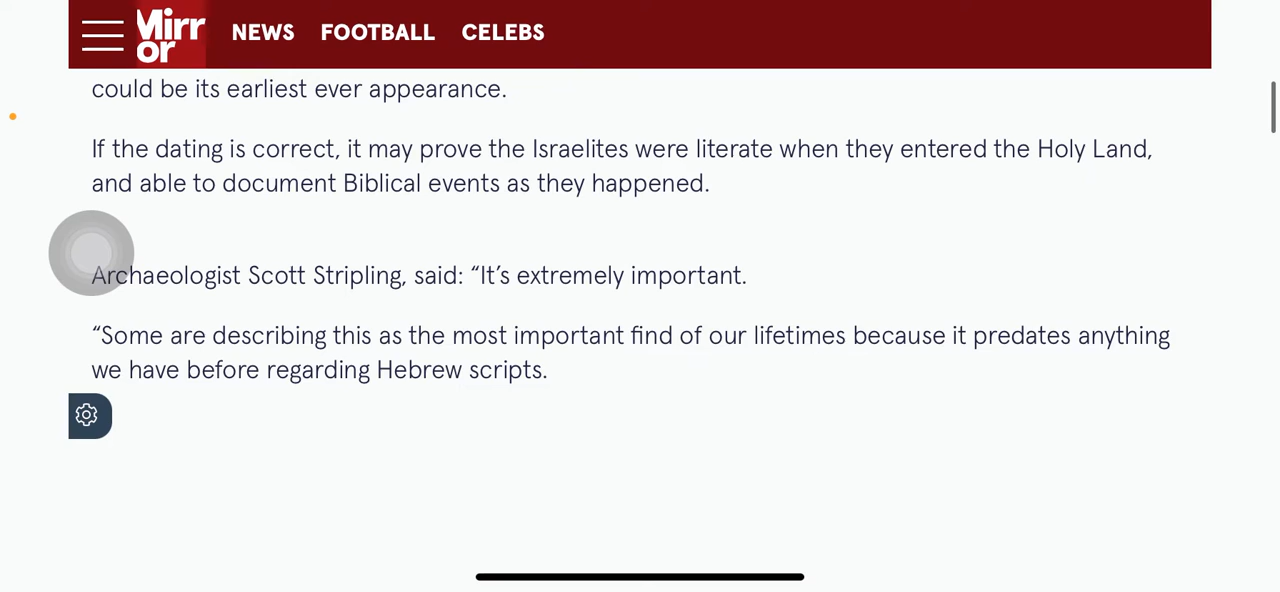 Mirr
or
NEWS FOOTBALL CELEBS
could be its earliest ever appearance.
If the dating is correct, it may prove the Israelites were literate when they entered the Holy Land,
and able to document Biblical events as they happened.
Archaeologist Scott Stripling, said: “It’s extremely important.
“Some are describing this as the most important find of our lifetimes because it predates anything
we have before regarding Hebrew scripts.